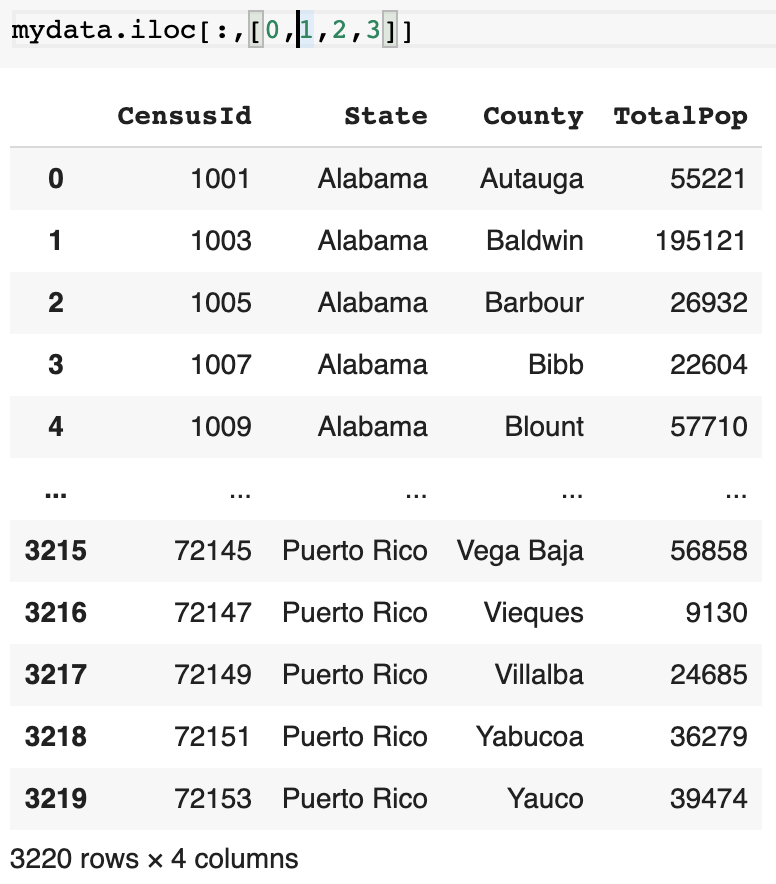 mydata.iloc[:,[0,1,2,3]]
CensusId State County TotalPop
0 1001 Alabama Autauga 55221
1 1003 Alabama Baldwin 195121
2 1005 Alabama Barbour 26932
3 1007 Alabama Bibb 22604
4 1009 Alabama Blount 57710
... ... ... ... ...
3215 72145 Puerto Rico Vega Baja 56858
3216 72147 Puerto Rico Vieques 9130
3217 72149 Puerto Rico Villalba 24685
3218 72151 Puerto Rico Yabucoa 36279
3219 72153 Puerto Rico Yauco 39474
3220 rows × 4 columns